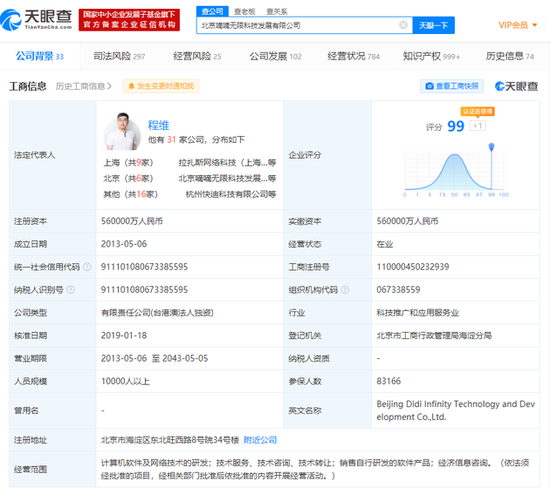 天眼查
TianYanCha.com
国家中小企业发展子基金旗下
官方备案企业征信机构
查公司 查老板 查关系
北京嘀嘀无限科技发展有限公司
天眼一下
VIP会员
公司背景 33 司法风险 297 经营风险 25 公司发展 102 经营状况 784 知识产权 999+ 历史信息 74
工商信息 历史工商信息 发生变更时通知我 查看工商快照 天眼查
法定代表人
程维
他有 31 家公司,分布如下
上海(共9家) 拉扎斯网络科技(上海...等
北京(共6家) 北京嘀嘀无限科技发展...等
其他(共16家) 杭州快迪科技有限公司等
企业评分
认证后获得
评分 99 +1
0 1 3 15 50 85 97 99 100
注册资本 560000万人民币 实缴资本 560000万人民币
成立日期 2013-05-06 经营状态 在业
统一社会信用代码 911101080673385595 工商注册号 110000450232939
纳税人识别号 911101080673385595 组织机构代码 067338559
公司类型 有限责任公司(台港澳法人独资) 行业 科技推广和应用服务业
核准日期 2019-01-18 登记机关 北京市工商行政管理局海淀分局
营业期限 2013-05-06 至 2043-05-05 纳税人资质 -
人员规模 10000人以上 参保人数 83166
曾用名 - 英文名称 Beijing Didi Infinity Technology and Dev
elopment Co.,Ltd.
注册地址 北京市海淀区东北旺西路8号院34号楼 附近公司
经营范围 计算机软件及网络技术的研发;技术服务、技术咨询、技术转让;销售自行研发的软件产品;经济信息咨询。(依法须
经批准的项目,经相关部门批准后依批准的内容开展经营活动。)